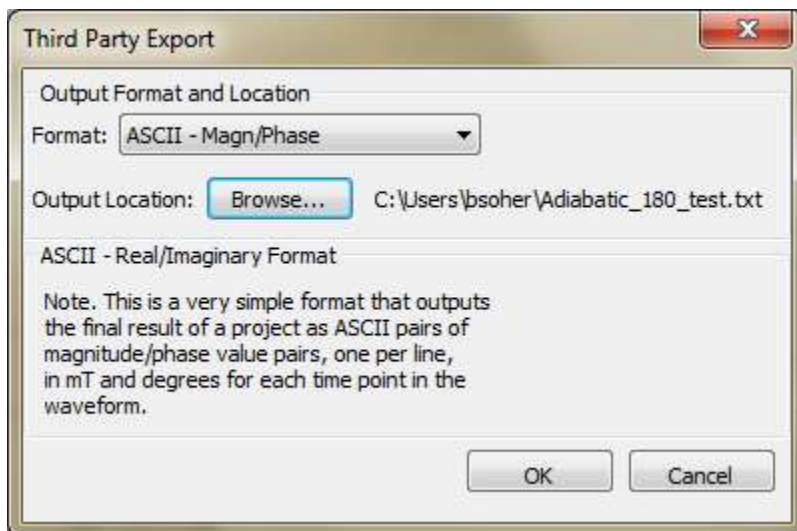 Third Party Export
Output Format and Location
Format: ASCII - Magn/Phase
Output Location: Browse... C:\Users\bsoher\Adiabatic_180_test.txt
ASCII - Real/Imaginary Format
Note. This is a very simple format that outputs
the final result of a project as ASCII pairs of
magnitude/phase value pairs, one per line,
in mT and degrees for each time point in the
waveform.
OK Cancel